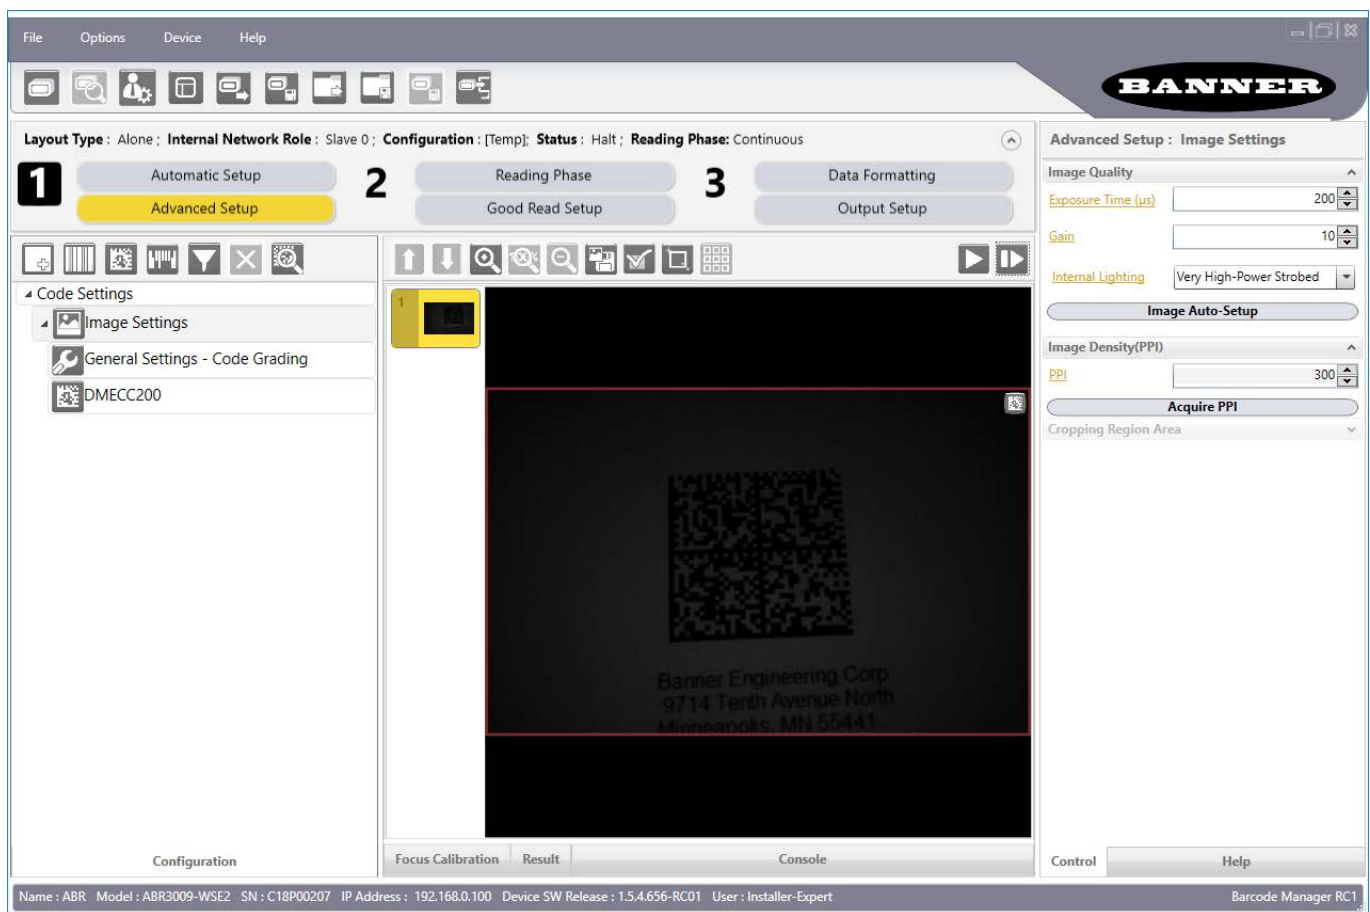 File Options Device Help
BANNER
Layout Type : Alone ; Internal Network Role : Slave 0 ; Configuration : [Temp]; Status : Halt ; Reading Phase: Continuous
1 Automatic Setup 2 Reading Phase 3 Data Formatting
Advanced Setup Good Read Setup Output Setup
Code Settings
Image Settings
General Settings - Code Grading
DMECC200
Configuration
1
Banner Engineering Corp.
9714 Tenth Avenue North
Minneapolis, MN 55441
Focus Calibration Result Console
Advanced Setup : Image Settings
Image Quality
Exposure Time (µs) 200
Gain 10
Internal Lighting Very High-Power Strobed
Image Auto-Setup
Image Density(PPI)
PPI 300
Acquire PPI
Cropping Region Area
Control Help
Name : ABR Model : ABR3009-WSE2 SN : C18P00207 IP Address : 192.168.0.100 Device SW Release : 1.5.4.656-RC01 User : Installer-Expert Barcode Manager RC1